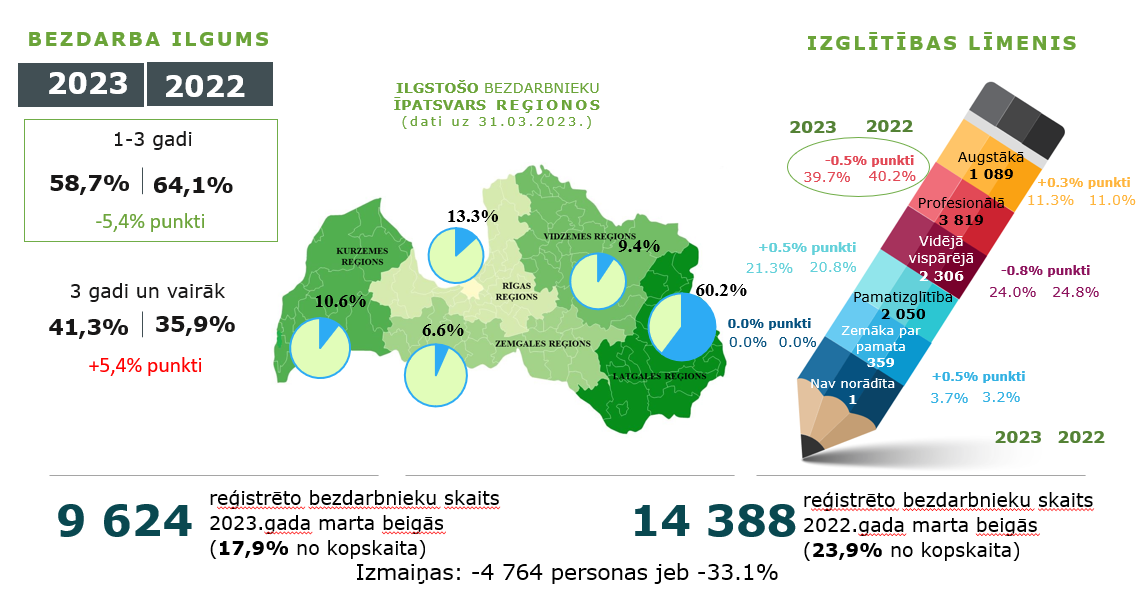 BEZDARBA ILGUMS
2023 2022
1-3 gadi
58,7% 64,1%
-5,4% punkti
3 gadi un vairāk
41,3% 35,9%
+5,4% punkti
ILGSTOŠO BEZDARBNIEKU
ĪPATSVARS REĢIONOS
(dati uz 31.03.2023.)
13.3%
VIDZEMES REGIONS
9.4%
KURZEMES
REGIONS
RĪGAS
REGIONS
10.6%
60.2%
6.6%
ZEMGALES REGIONS
LATGALES REGIONS
IZGLĪTĪBAS LĪMENIS
2023 2022
-0.5% punkti
39.7% 40.2%
Augstākā
1 089
+0.3% punkti
11.3% 11.0%
Profesionālā
3 819
Vidējā
vispārējā
2 306
+0.5% punkti
21.3% 20.8%
-0.8% punkti
24.0% 24.8%
Pamatizglītība
2 050
0.0% punkti
0.0% 0.0%
Zemāka par
pamata
359
+0.5% punkti
3.7% 3.2%
Nav norādīta
1
2023 2022
9 624
reģistrēto bezdarbnieku skaits
2023.gada marta beigās
(17,9% no kopskaita)
14 388
reģistrēto bezdarbnieku skaits
2022.gada marta beigās
(23,9% no kopskaita)
Izmaiņas: -4 764 personas jeb -33.1%